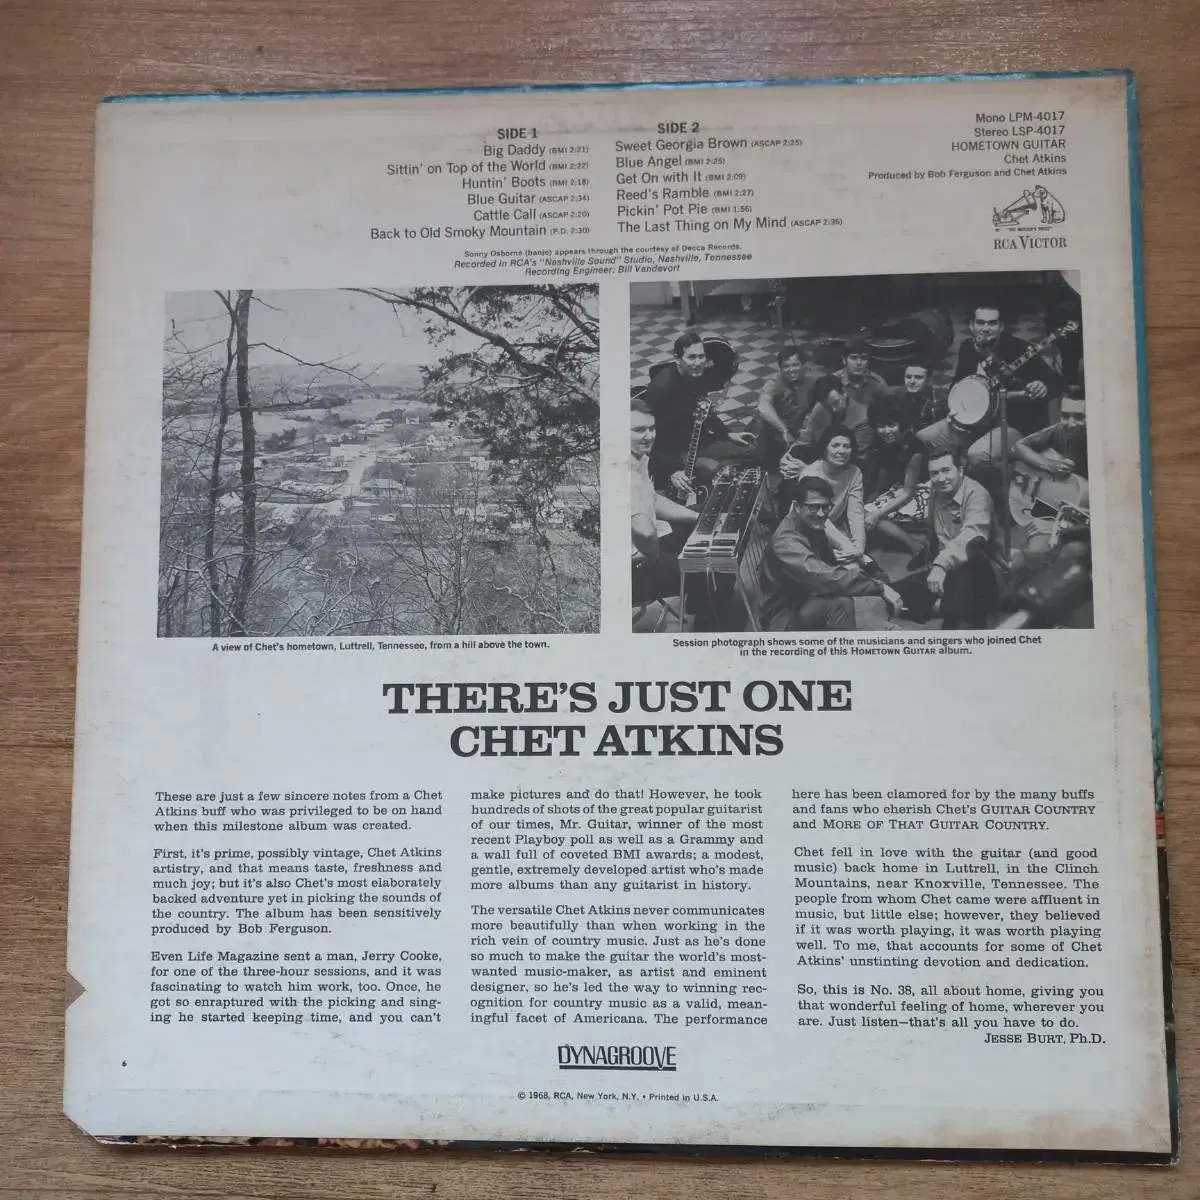 SIDE 1
Big Daddy (BMI 2:21)
Sittin' on Top of the World (BMI 2:22)
Huntin' Boots (BMI 2:18)
Blue Guitar (ASCAP 2:34)
Cattle Call (ASCAP 2:20)
Back to Old Smoky Mountain (P.D. 2:30)
SIDE 2
Sweet Georgia Brown (ASCAP 2:25)
Blue Angel (BMI 2:25)
Get On with It (BMI 2:09)
Reed's Ramble (BMI 2:27)
Pickin' Pot Pie (BMI 1:56)
The Last Thing on My Mind (ASCAP 2:36)
Mono LPM-4017
Stereo LSP-4017
HOMETOWN GUITAR
Chet Atkins
Produced by Bob Ferguson and Chet Atkins
"HIS MASTER'S VOICE"
RCA VICTOR
Sonny Osborne (banjo) appears through the courtesy of Decca Records.
Recorded in RCA's "Nashville Sound" Studio, Nashville, Tennessee
Recording Engineer: Bill Vandevort
A view of Chet's hometown, Luttrell, Tennessee, from a hill above the town.
Session photograph shows some of the musicians and singers who joined Chet
in the recording of this HOMETOWN GUITAR album.
THERE'S JUST ONE
CHET ATKINS
These are just a few sincere notes from a Chet
Atkins buff who was privileged to be on hand
when this milestone album was created.
First, it's prime, possibly vintage, Chet Atkins
artistry, and that means taste, freshness and
much joy; but it's also Chet's most elaborately
backed adventure yet in picking the sounds of
the country. The album has been sensitively
produced by Bob Ferguson.
Even Life Magazine sent a man, Jerry Cooke,
for one of the three-hour sessions, and it was
fascinating to watch him work, too. Once, he
got so enraptured with the picking and sing-
ing he started keeping time, and you can't
make pictures and do that! However, he took
hundreds of shots of the great popular guitarist
of our times, Mr. Guitar, winner of the most
recent Playboy poll as well as a Grammy and
a wall full of coveted BMI awards; a modest,
gentle, extremely developed artist who's made
more albums than any guitarist in history.
The versatile Chet Atkins never communicates
more beautifully than when working in the
rich vein of country music. Just as he's done
so much to make the guitar the world's most-
wanted music-maker, as artist and eminent
designer, so he's led the way to winning rec-
ognition for country music as a valid, mean-
ingful facet of Americana. The performance
here has been clamored for by the many buffs
and fans who cherish Chet's GUITAR COUNTRY
and MORE OF THAT GUITAR COUNTRY.
Chet fell in love with the guitar (and good
music) back home in Luttrell, in the Clinch
Mountains, near Knoxville, Tennessee. The
people from whom Chet came were affluent in
music, but little else; however, they believed
if it was worth playing, it was worth playing
well. To me, that accounts for some of Chet
Atkins' unstinting devotion and dedication.
So, this is No. 38, all about home, giving you
that wonderful feeling of home, wherever you
are. Just listen—that's all you have to do.
JESSE BURT, Ph.D.
DYNAGROOVE
6
© 1968, RCA, New York, N.Y. • Printed in U.S.A.